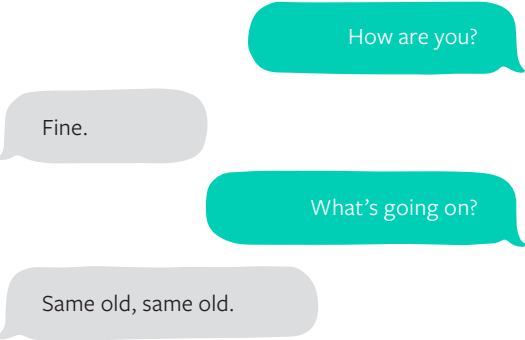 How are you?
Fine.
What’s going on?
Same old, same old.